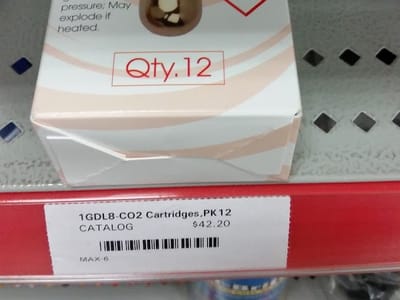 pressure; May
explode if
heated.
Qty.12
1GDL8-CO2 Cartridges,PK12
CATALOG $42.20
MAX-6